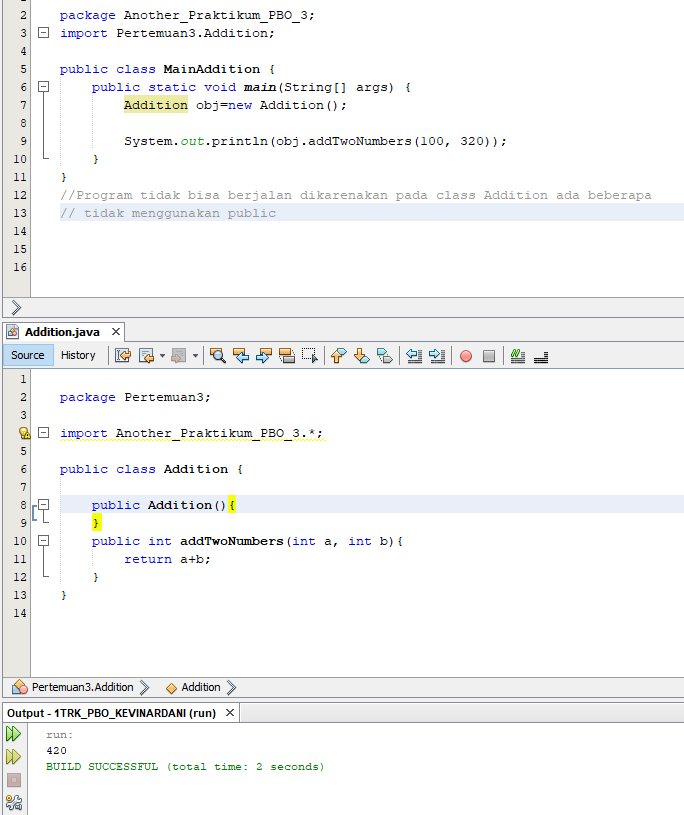 2 package Another_Praktikum_PBO_3;
3 import Pertemuan3.Addition;
4
5 public class MainAddition {
6 public static void main(String[] args) {
7 Addition obj=new Addition();
8
9 System.out.println(obj.addTwoNumbers(100, 320));
10 }
11 }
12 //Program tidak bisa berjalan dikarenakan pada class Addition ada beberapa
13 // tidak menggunakan public
14
15
16
Addition.java
Source History
1
2 package Pertemuan3;
3
import Another_Praktikum_PBO_3.*;
5
6 public class Addition {
7
8 public Addition(){
9 }
10 public int addTwoNumbers(int a, int b){
11 return a+b;
12 }
13 }
14
Pertemuan3.Addition Addition
Output - 1TRK_PBO_KEVINARDANI (run)
run:
420
BUILD SUCCESSFUL (total time: 2 seconds)